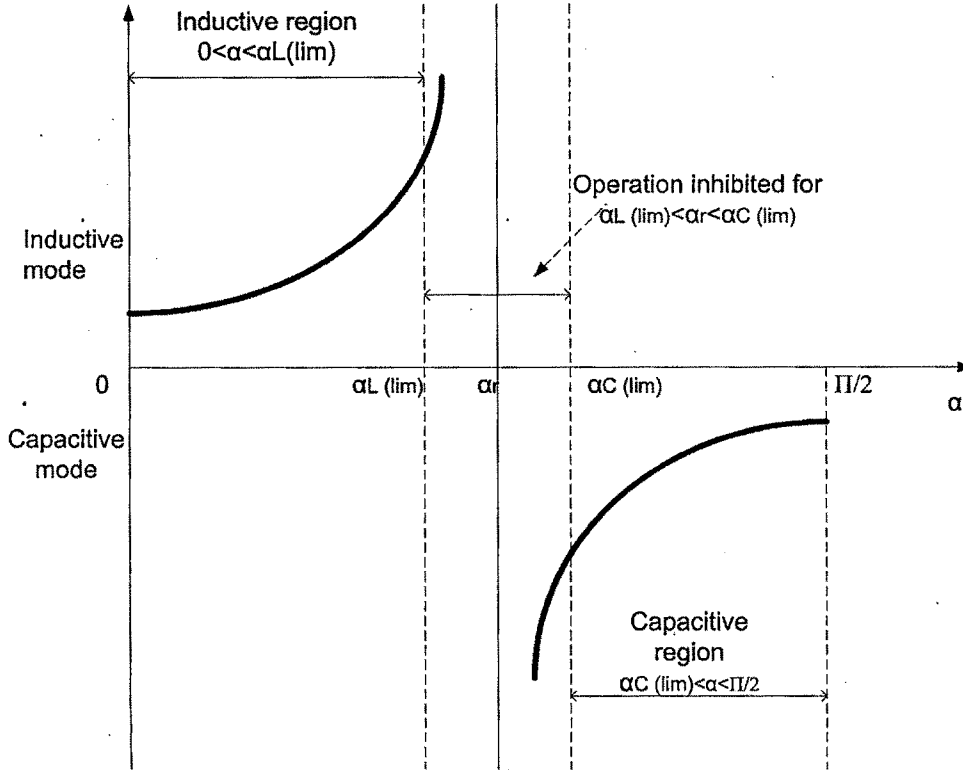 Inductive region
0<α<αL(lim)
Operation inhibited for
αL (lim)<αr<αC (lim)
Inductive
mode
0
αL (lim)
αr
αC (lim)
Π/2
α
Capacitive
mode
Capacitive
region
αC (lim)<α<Π/2